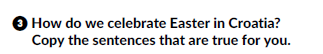 3 How do we celebrate Easter in Croatia?
Copy the sentences that are true for you.